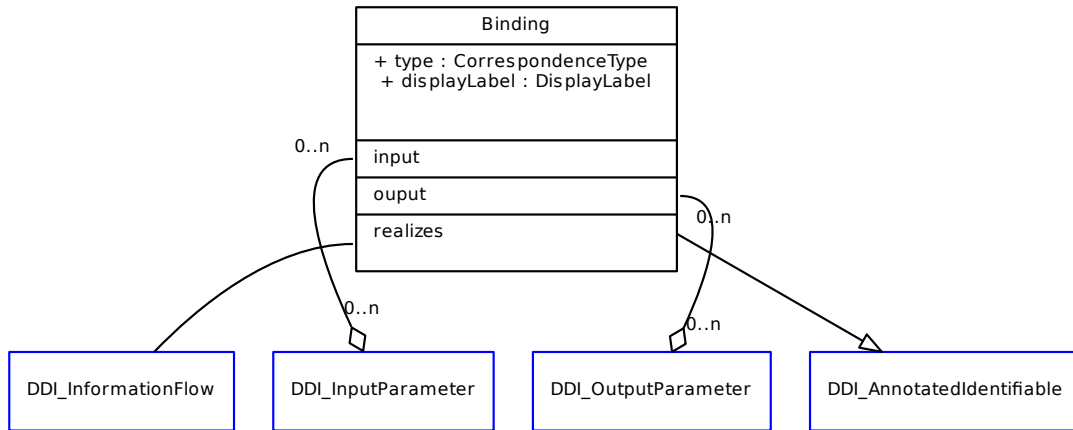 Binding
+ type : CorrespondenceType
+ displayLabel : DisplayLabel
0..n
input
ouput
0..n
realizes
0..n
0..n
DDI_InformationFlow
DDI_InputParameter
DDI_OutputParameter
DDI_AnnotatedIdentifiable